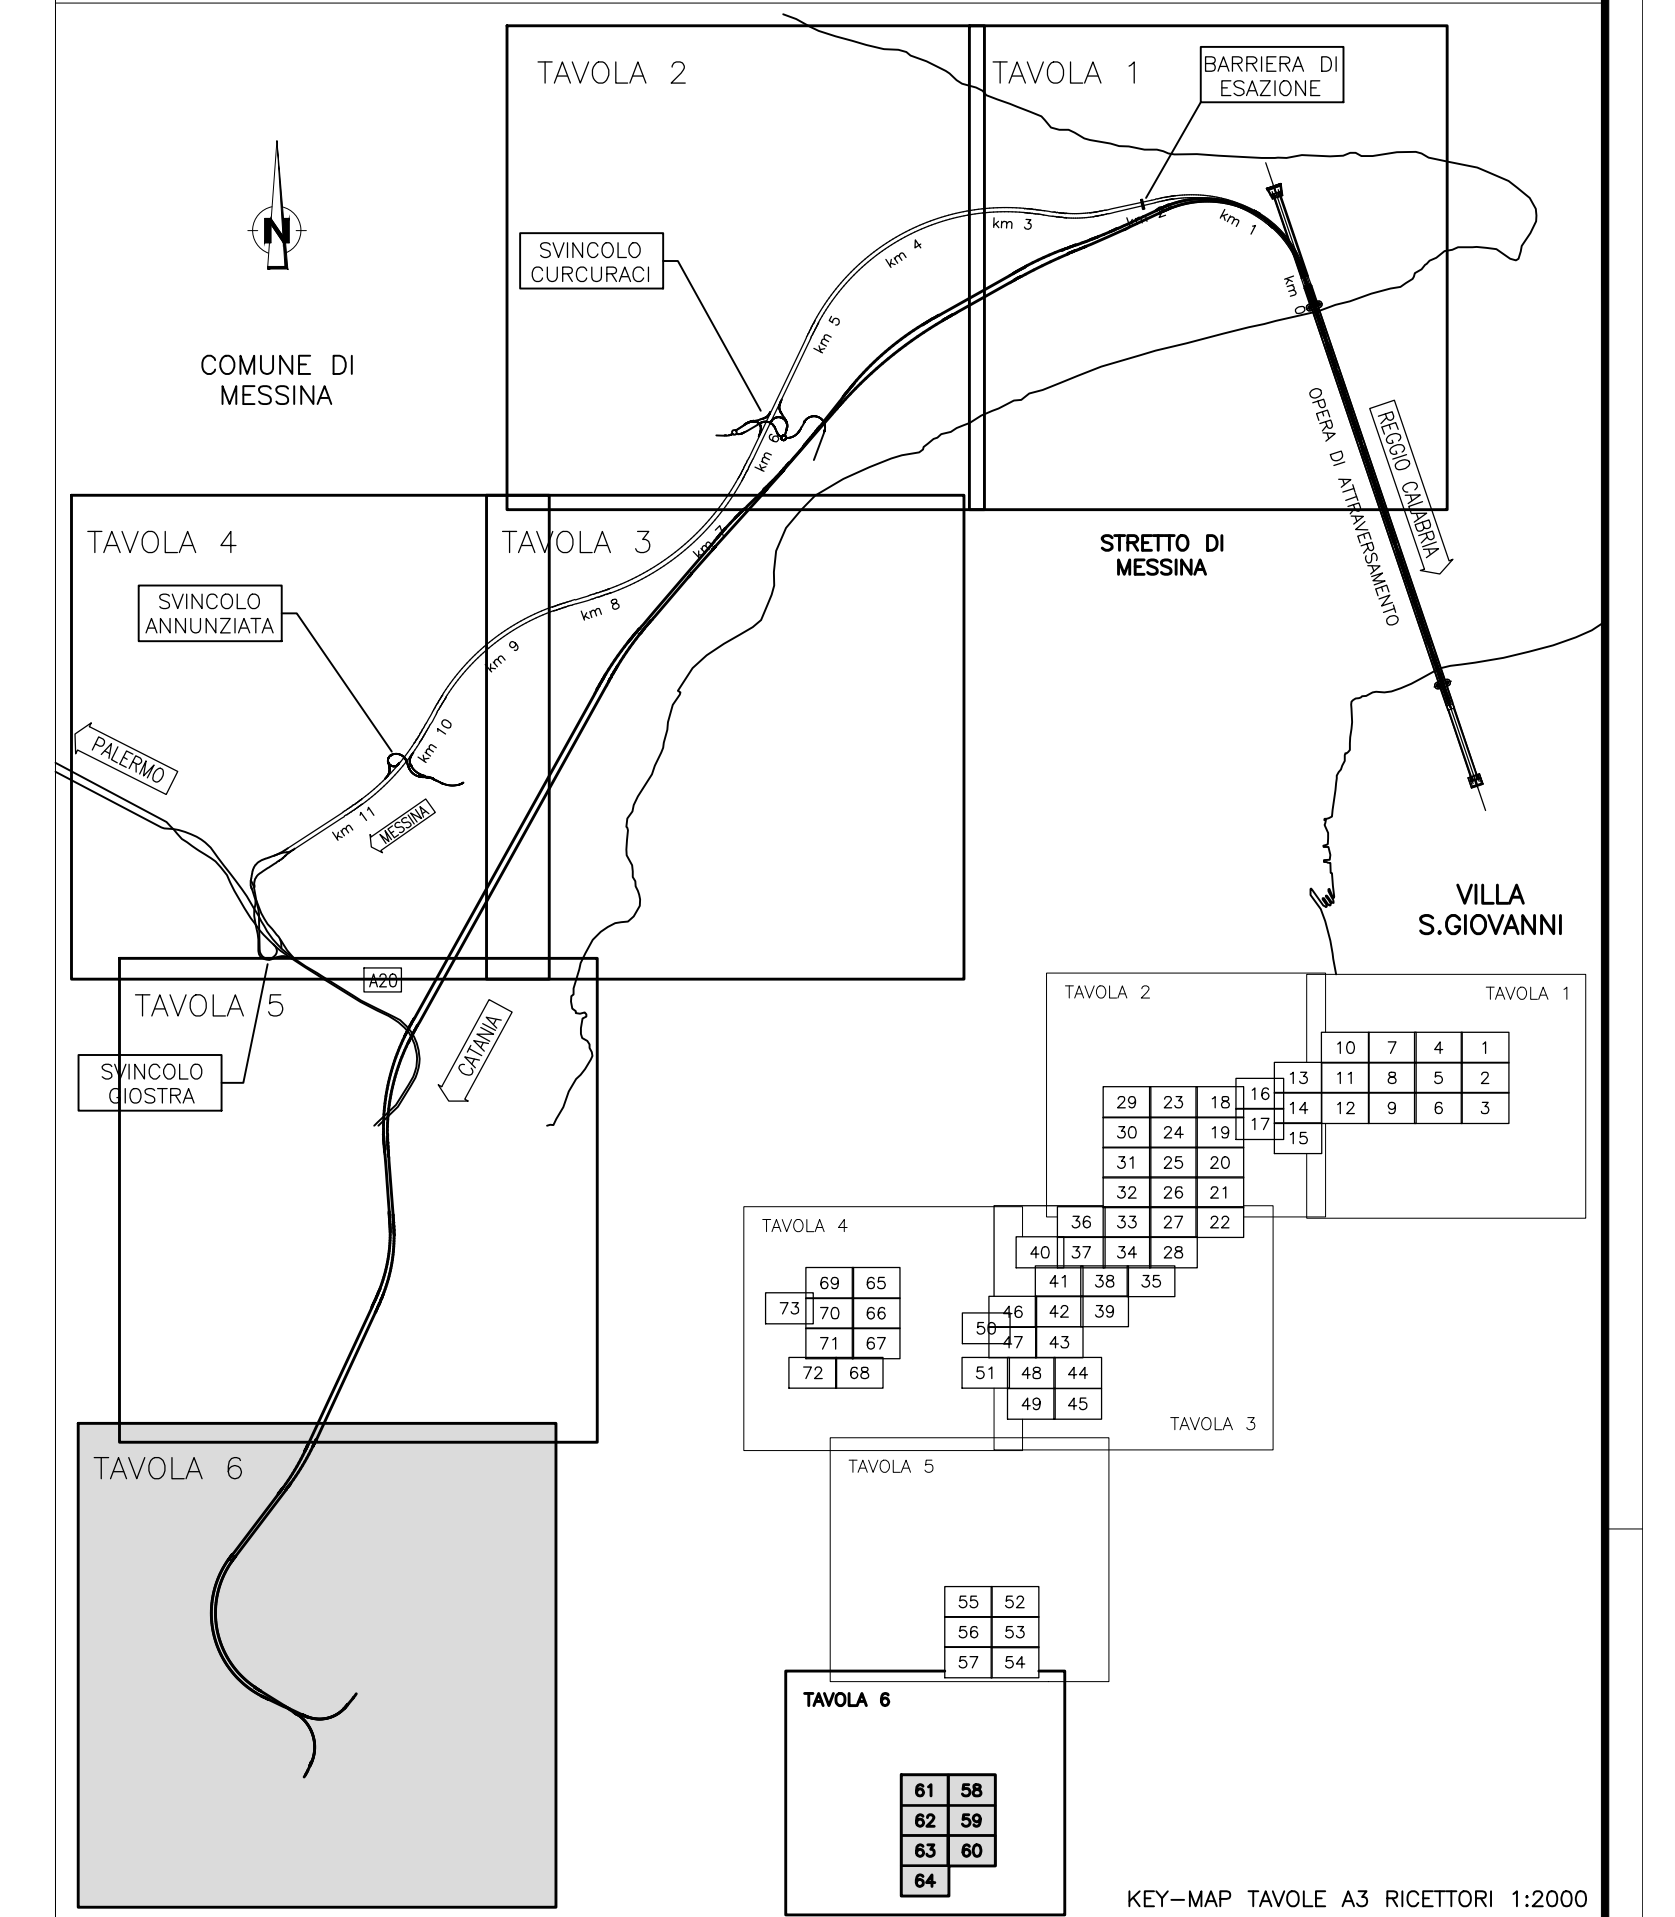 TAVOLA 2
TAVOLA 1
BARRIERA DI
ESAZIONE
N
SVINCOLO
CURCURACI
COMUNE DI
MESSINA
km 0
km 1
km 2
km 3
km 4
km 5
km 6
km 7
km 8
km 9
km 10
km 11
OPERA DI ATTRAVERSAMENTO
REGGIO CALABRIA
TAVOLA 4
TAVOLA 3
STRETTO DI
MESSINA
SVINCOLO
ANNUNZIATA
PALERMO
MESSINA
VILLA
S.GIOVANNI
A20
TAVOLA 5
CATANIA
SVINCOLO
GIOSTRA
TAVOLA 6
TAVOLA 2
TAVOLA 1
10 7 4 1
13 11 8 5 2
16
14 12 9 6 3
17
15
29 23 18
30 24 19
31 25 20
32 26 21
36 33 27 22
40 37 34 28
41 38 35
46 42 39
50
47 43
51 48 44
49 45
TAVOLA 3
TAVOLA 4
69 65
73
70 66
71 67
72 68
TAVOLA 5
55 52
56 53
57 54
TAVOLA 6
61 58
62 59
63 60
64
KEY-MAP TAVOLE A3 RICETTORI 1:2000